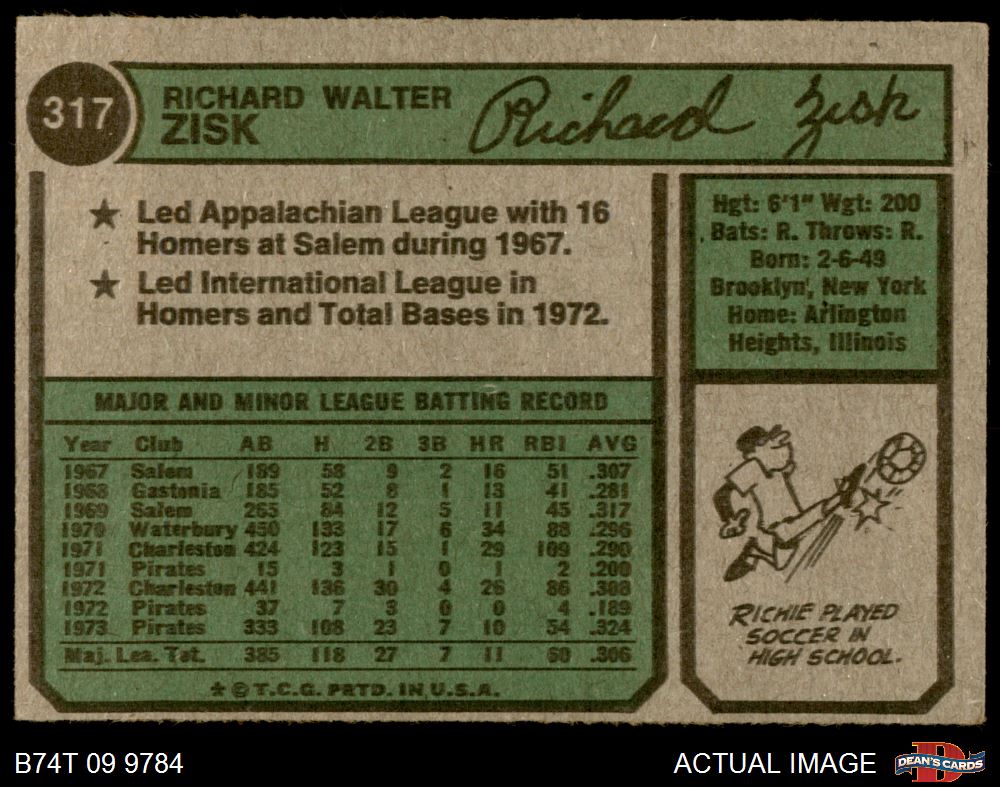 317
RICHARD WALTER
ZISK
Richard Zisk
★ Led Appalachian League with 16
Homers at Salem during 1967.
★ Led International League in
Homers and Total Bases in 1972.
Hgt: 6'1" Wgt: 200
Bats: R. Throws: R.
Born: 2-6-49
Brooklyn, New York
Home: Arlington
Heights, Illinois
MAJOR AND MINOR LEAGUE BATTING RECORD
Year Club AB H 2B 3B HR RBI AVG
1967 Salem 189 58 9 2 16 51 .307
1968 Gastonia 185 52 8 1 13 41 .281
1969 Salem 265 84 12 5 11 45 .317
1970 Waterbury 450 133 17 6 34 88 .296
1971 Charleston 424 123 15 1 29 109 .290
1971 Pirates 15 3 1 0 1 2 .200
1972 Charleston 441 136 30 4 26 86 .308
1972 Pirates 37 7 3 0 0 4 .189
1973 Pirates 333 108 23 7 10 54 .324
Maj. Lea. Tot. 385 118 27 7 11 60 .306
★ © T.C.G. PRTD. IN U.S.A.
RICHIE PLAYED
SOCCER IN
HIGH SCHOOL.
B74T 09 9784
ACTUAL IMAGE
DEAN'S CARDS